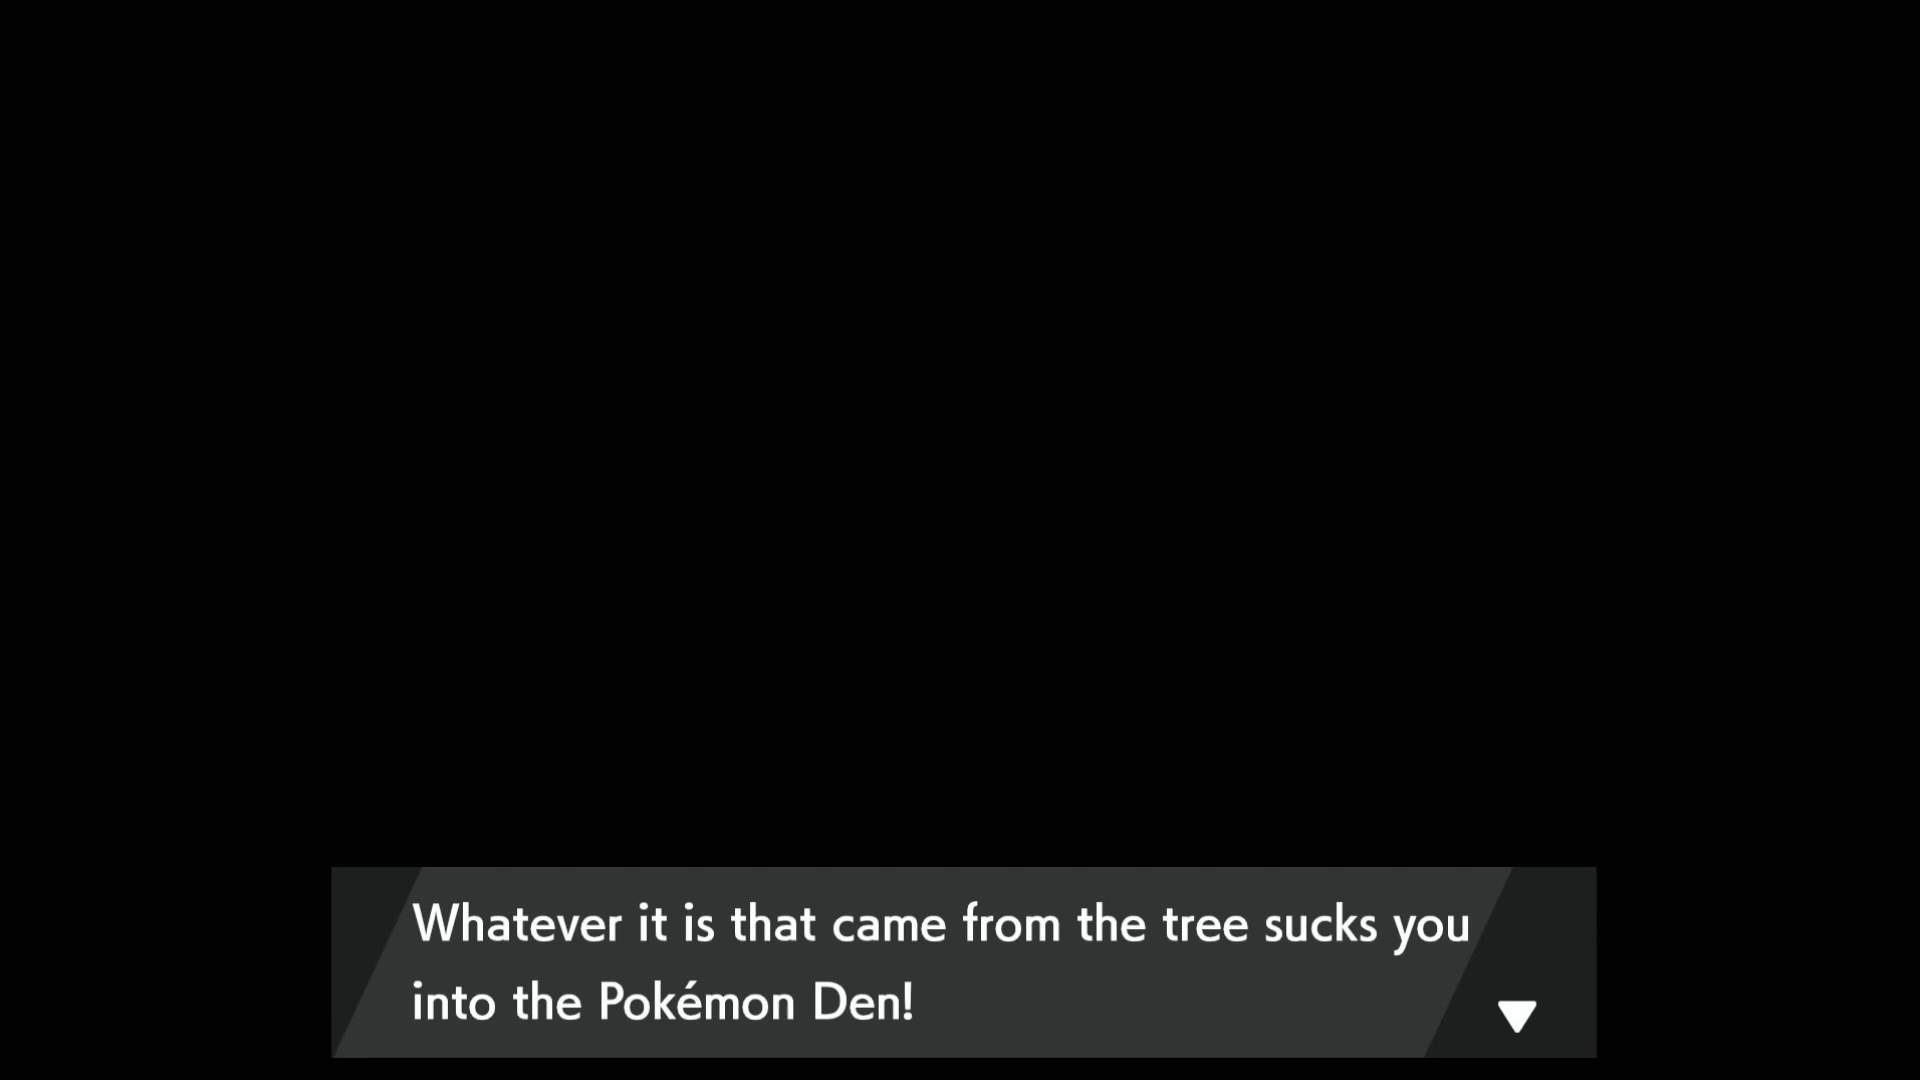 Whatever it is that came from the tree sucks you
into the Pokémon Den!